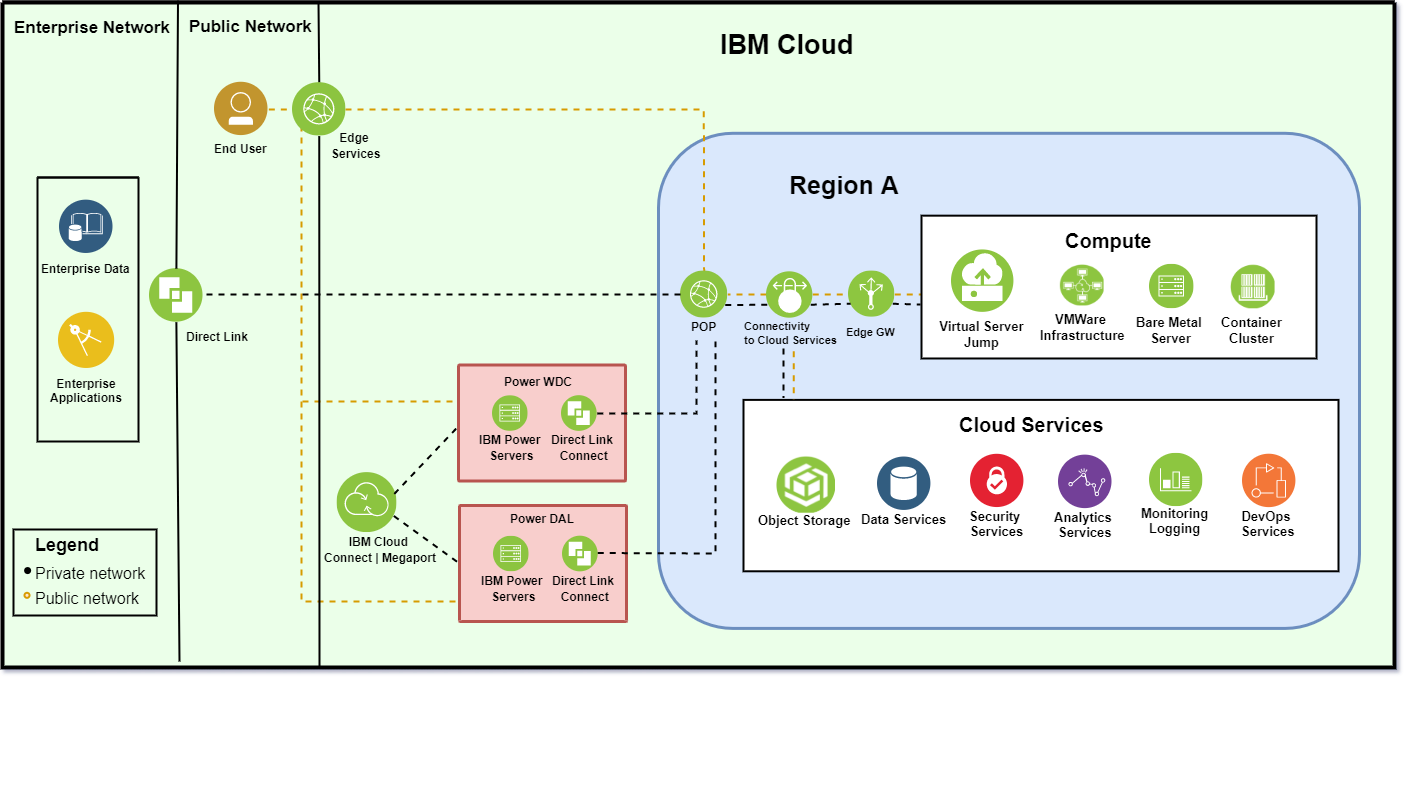 Enterprise Network
Public Network
IBM Cloud
End User
Edge
Services
Enterprise Data
Enterprise
Applications
Direct Link
Legend
Private network
Public network
Region A
POP
Connectivity
to Cloud Services
Edge GW
Compute
Virtual Server
Jump
VMWare
Infrastructure
Bare Metal
Server
Container
Cluster
Power WDC
IBM Power
Servers
Direct Link
Connect
IBM Cloud
Connect | Megaport
Power DAL
IBM Power
Servers
Direct Link
Connect
Cloud Services
Object Storage
Data Services
Security
Services
Analytics
Services
Monitoring
Logging
DevOps
Services